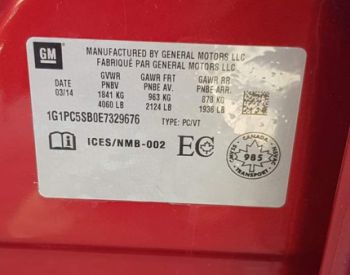 GM
MANUFACTURED BY GENERAL MOTORS LLC
FABRIQUÉ PAR GENERAL MOTORS LLC
GVWR GAWR FRT GAWR RR
DATE PNBV PNBE AVT PNBE ARR
03/14 1841 KG 963 KG 878 KG
4060 LB 2124 LB 1936 LB
1G1PC5SB0E7329676 TYPE: PC/VT
i ICES/NMB-002 EC
CANADA
985
TRANSPORT